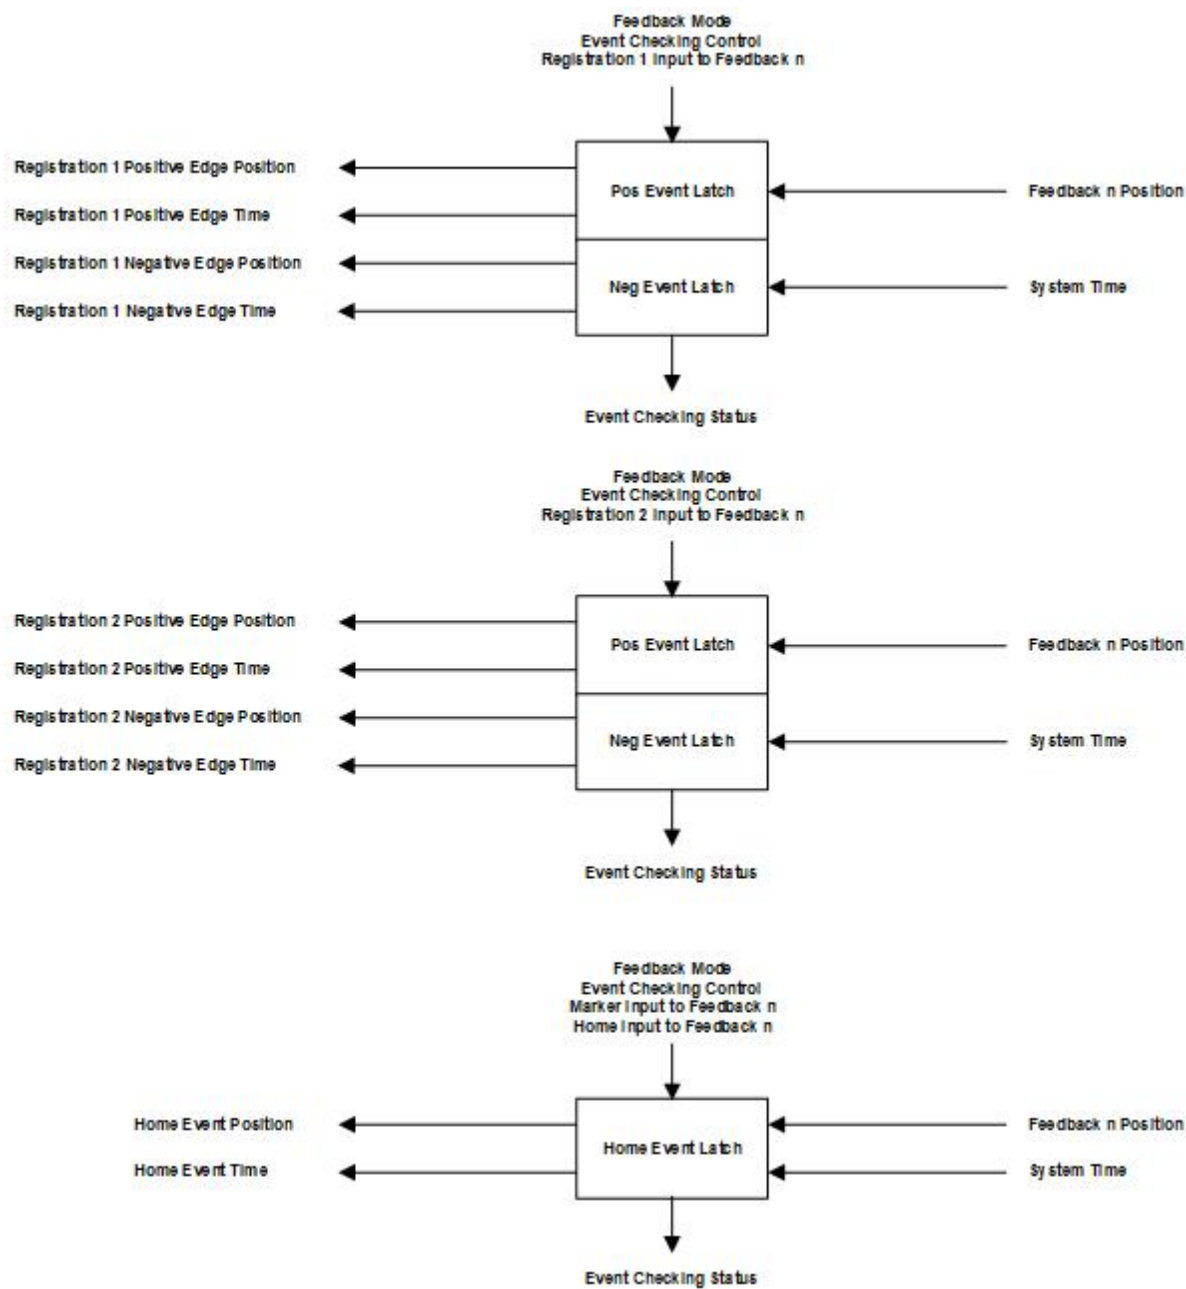 Feedback Mode
Event Checking Control
Registration 1 Input to Feedback n
Registration 1 Positive Edge Position
Pos Event Latch
Feedback n Position
Registration 1 Positive Edge Time
Registration 1 Negative Edge Position
Neg Event Latch
System Time
Registration 1 Negative Edge Time
Event Checking Status
Feedback Mode
Event Checking Control
Registration 2 Input to Feedback n
Registration 2 Positive Edge Position
Pos Event Latch
Feedback n Position
Registration 2 Positive Edge Time
Registration 2 Negative Edge Position
Neg Event Latch
System Time
Registration 2 Negative Edge Time
Event Checking Status
Feedback Mode
Event Checking Control
Marker Input to Feedback n
Home Input to Feedback n
Home Event Position
Feedback n Position
Home Event Latch
Home Event Time
System Time
Event Checking Status